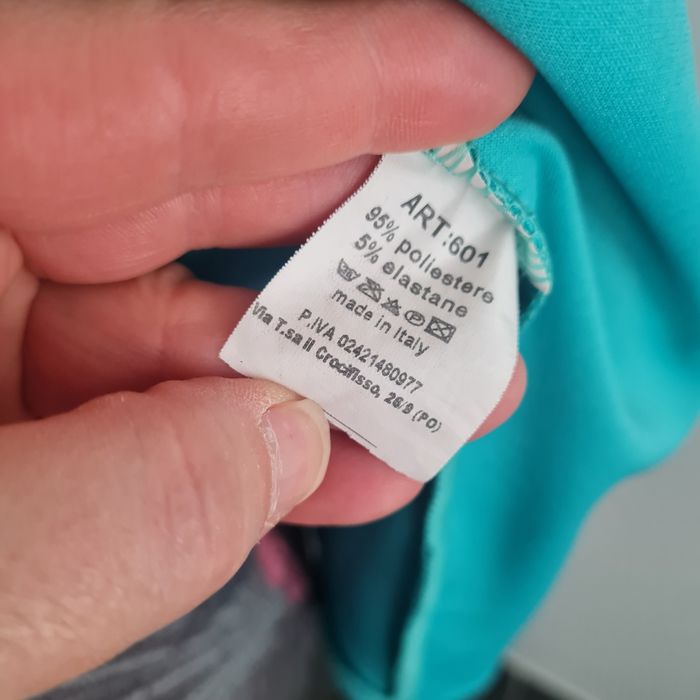 ART:601
95% poliestere
5% elastane
made in Italy
P.IVA 02421480977
Via T.sa Il Crocifisso, 26/9 (PO)